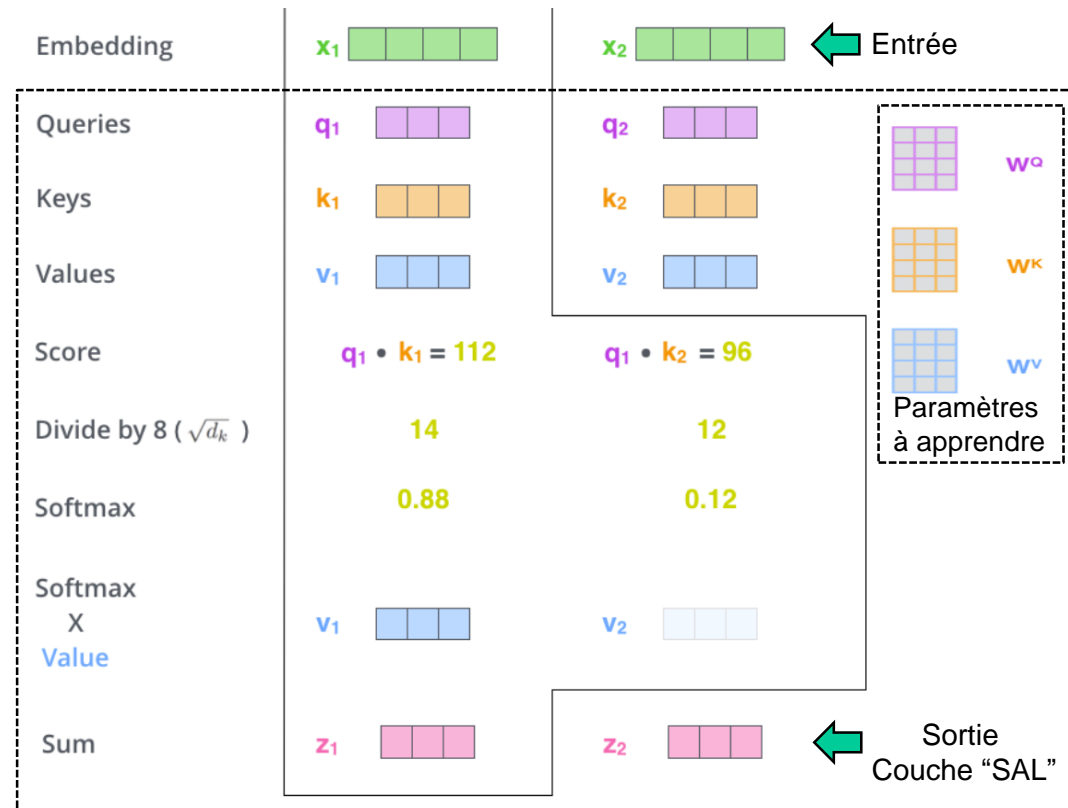 Embedding x₁ x₂ Entrée
Queries q₁ q₂
Keys k₁ k₂
Values v₁ v₂
Wᴼ
Wᴷ
Wⱽ
Paramètres
à apprendre
Score q₁ • k₁ = 112 q₁ • k₂ = 96
Divide by 8 ( √dₖ ) 14 12
Softmax 0.88 0.12
Softmax
X
Value
v₁ v₂
Sum z₁ z₂
Sortie
Couche “SAL”